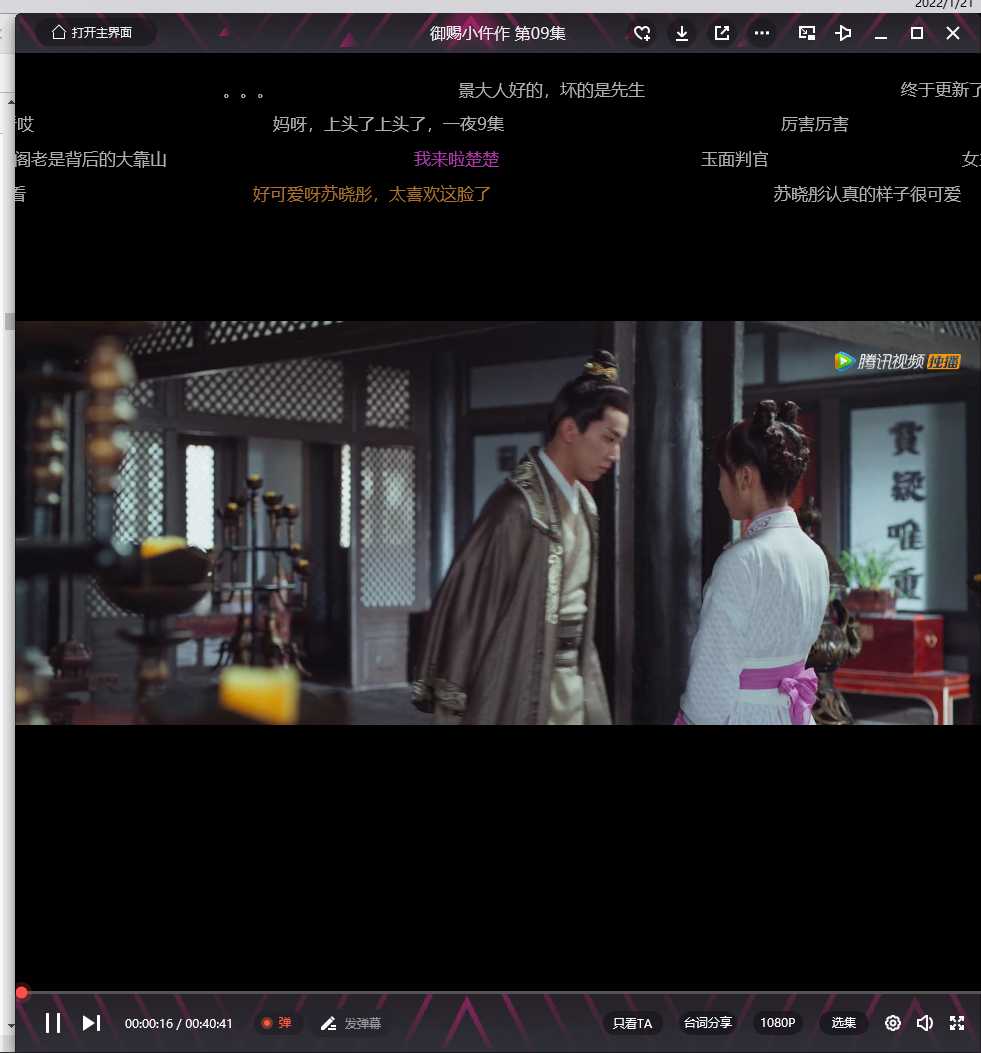 2022/1/21
打开主界面
御赐小仵作 第09集
。。。
景大人好的，坏的是先生
终于更新了
哎
妈呀，上头了上头了，一夜9集
厉害厉害
阁老是背后的大靠山
我来啦楚楚
玉面判官
女
看
好可爱呀苏晓彤，太喜欢这脸了
苏晓彤认真的样子很可爱
腾讯视频 独播
贵
疑
唯
重
00:00:16 / 00:40:41
弹
发弹幕
只看TA
台词分享
1080P
选集